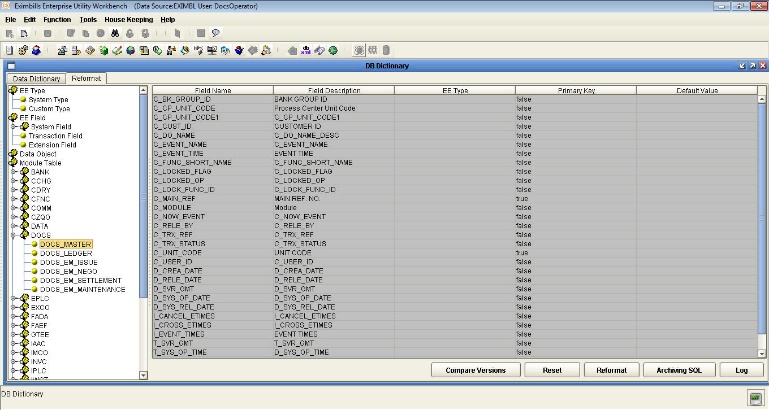 Eximbills Enterprise Utility Workbench (Data Source:EXIMBL User: DocsOperator)
File Edit Function Tools House Keeping Help
DB Dictionary
Data Dictionary Reformat
EE Type
System Type
Custom Type
EE Field
System Field
Transaction Field
Extension Field
Data Object
Module Table
BANK
CCHG
CDRY
CFNC
COMM
CZQO
DATA
DOCS
DOCS_MASTER
DOCS_LEDGER
DOCS_EM_ISSUE
DOCS_EM_NEGO
DOCS_EM_SETTLEMENT
DOCS_EM_MAINTENANCE
EPLC
EXCO
FADA
FAEF
GTEE
IAAC
IMCO
INVC
IPLC
Field Name Field Description EE Type Primary Key Default Value
C_BK_GROUP_ID BANK GROUP ID false
C_CP_UNIT_CODE Process Center Unit Code false
C_CP_UNIT_CODE1 C_CP_UNIT_CODE1 false
C_CUST_ID CUSTOMER ID false
C_DO_NAME C_DO_NAME_DESC false
C_EVENT_NAME C_EVENT_NAME false
C_EVENT_TIME EVENT TIME false
C_FUNC_SHORT_NAME C_FUNC_SHORT_NAME false
C_LOCKED_FLAG C_LOCKED_FLAG false
C_LOCKED_OP C_LOCKED_OP false
C_LOCK_FUNC_ID C_LOCK_FUNC_ID false
C_MAIN_REF MAIN REF. NO. true
C_MODULE Module false
C_NOW_EVENT C_NOW_EVENT false
C_RELE_BY C_RELE_BY false
C_TRX_REF C_TRX_REF false
C_TRX_STATUS C_TRX_STATUS false
C_UNIT_CODE UNIT CODE true
C_USER_ID C_USER_ID false
D_CREA_DATE D_CREA_DATE false
D_RELE_DATE D_RELE_DATE false
D_SVR_GMT D_SVR_GMT false
D_SYS_OP_DATE D_SYS_OP_DATE false
D_SYS_REL_DATE D_SYS_REL_DATE false
I_CANCEL_ETIMES I_CANCEL_ETIMES false
I_CROSS_ETIMES I_CROSS_ETIMES false
I_EVENT_TIMES EVENT TIMES false
T_SVR_GMT T_SVR_GMT false
T_SYS_OP_TIME D_SYS_OP_TIME false
Compare Versions Reset Reformat Archiving SQL Log
DB Dictionary